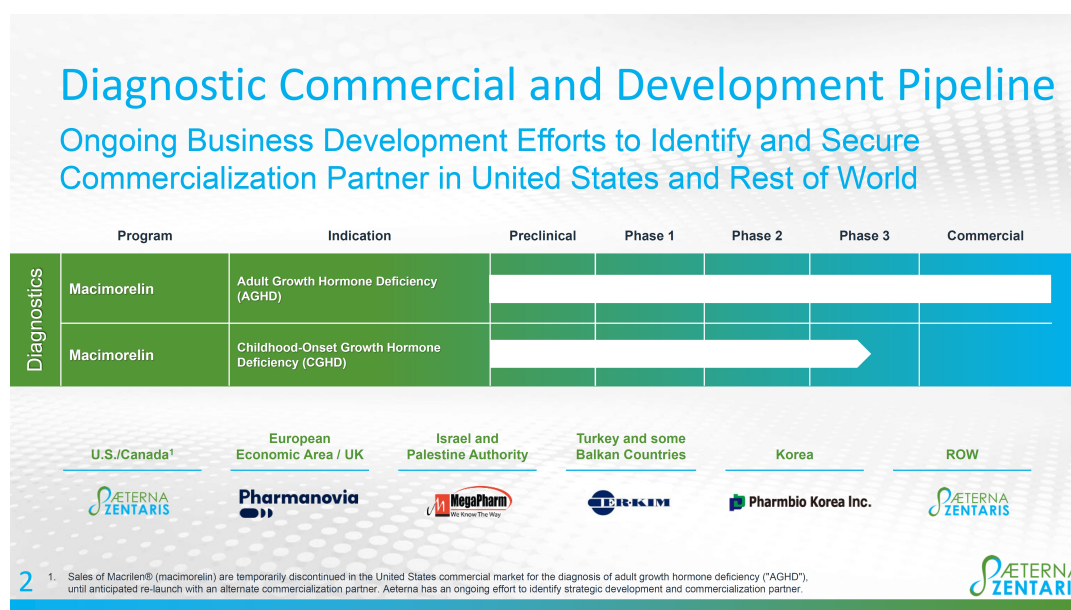 Diagnostic Commercial and Development Pipeline
Ongoing Business Development Efforts to Identify and Secure
Commercialization Partner in United States and Rest of World
Program Indication Preclinical Phase 1 Phase 2 Phase 3 Commercial
Diagnostics
Macimorelin
Adult Growth Hormone Deficiency
(AGHD)
Macimorelin
Childhood-Onset Growth Hormone
Deficiency (CGHD)
U.S./Canada¹
ÆTERNA
ZENTARIS
European
Economic Area / UK
Pharmanovia
Israel and
Palestine Authority
MegaPharm
We Know The Way
Turkey and some
Balkan Countries
ER-KIM
Korea
Pharmbio Korea Inc.
ROW
ÆTERNA
ZENTARIS
2
1. Sales of Macrilen® (macimorelin) are temporarily discontinued in the United States commercial market for the diagnosis of adult growth hormone deficiency ("AGHD"),
until anticipated re-launch with an alternate commercialization partner. Aeterna has an ongoing effort to identify strategic development and commercialization partner.
ÆTERNA
ZENTARIS